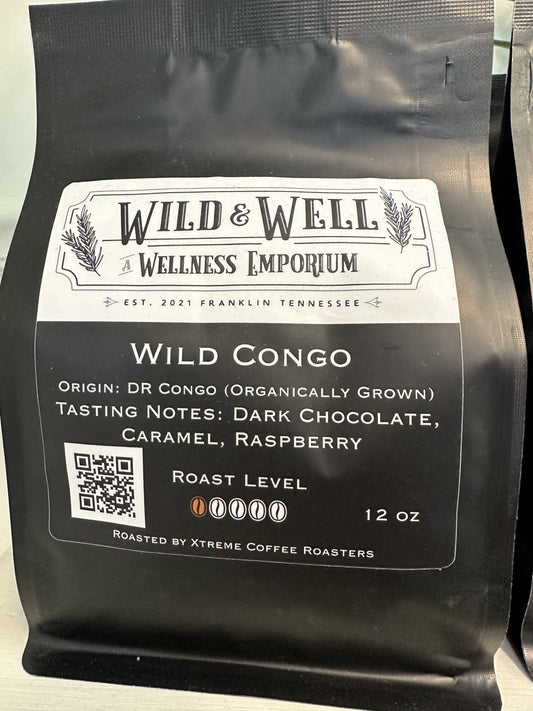 WILD & WELL
A WELLNESS EMPORIUM
EST. 2021 FRANKLIN TENNESSEE
WILD CONGO
ORIGIN: DR CONGO (ORGANICALLY GROWN)
TASTING NOTES: DARK CHOCOLATE,
CARAMEL, RASPBERRY
ROAST LEVEL
12 OZ
ROASTED BY XTREME COFFEE ROASTERS